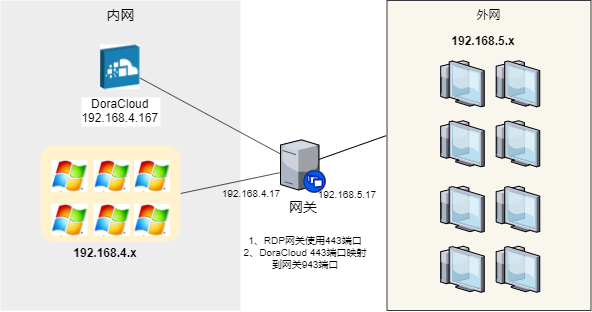 内网
外网
192.168.5.x
DoraCloud
192.168.4.167
192.168.4.17
192.168.5.17
网关
192.168.4.x
1、RDP网关使用443端口
2、DoraCloud 443端口映射
到网关943端口